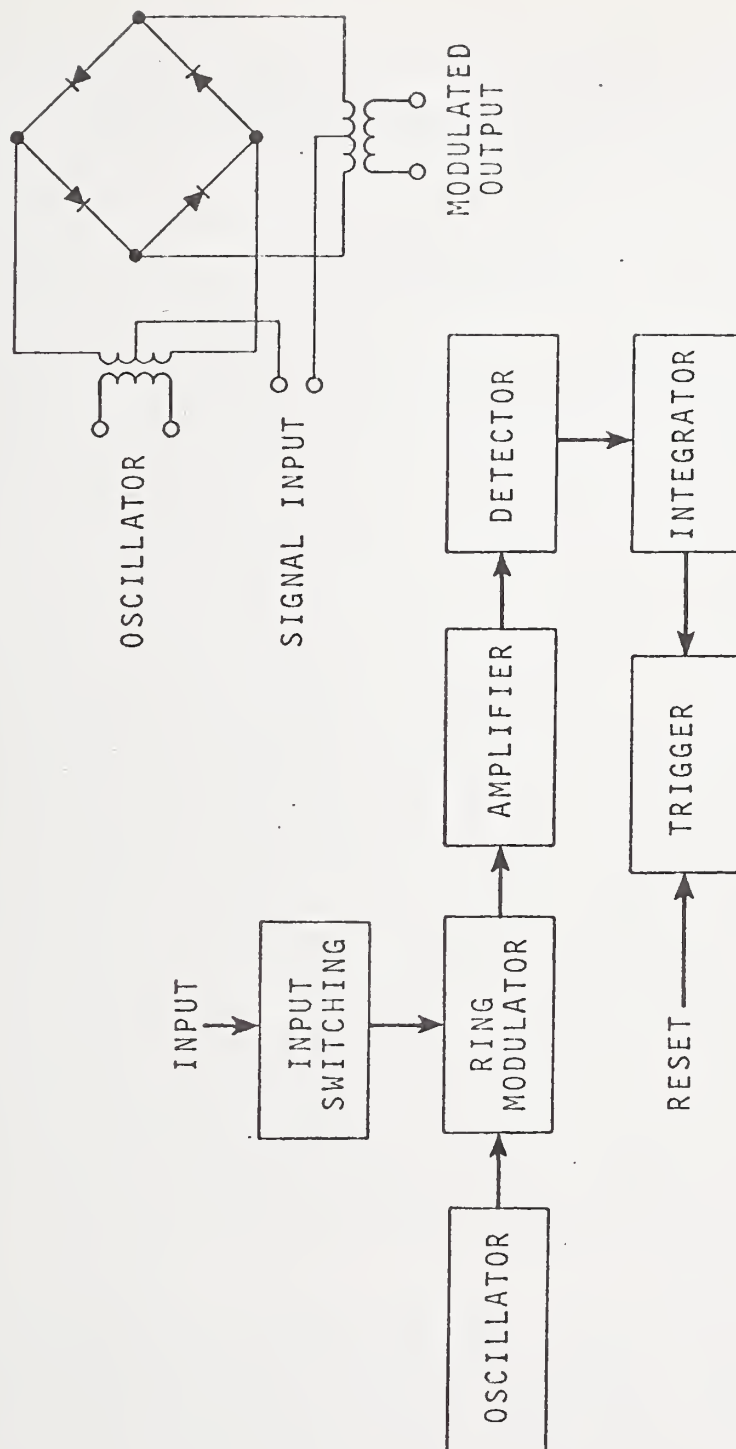 OSCILLATOR
SIGNAL INPUT
MODULATED
OUTPUT
INPUT
INPUT
SWITCHING
OSCILLATOR
RING
MODULATOR
AMPLIFIER
DETECTOR
RESET
TRIGGER
INTEGRATOR